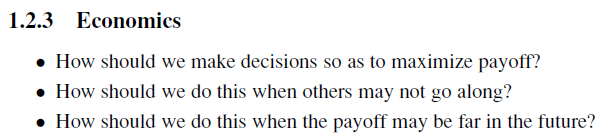 1.2.3 Economics
• How should we make decisions so as to maximize payoff?
• How should we do this when others may not go along?
• How should we do this when the payoff may be far in the future?